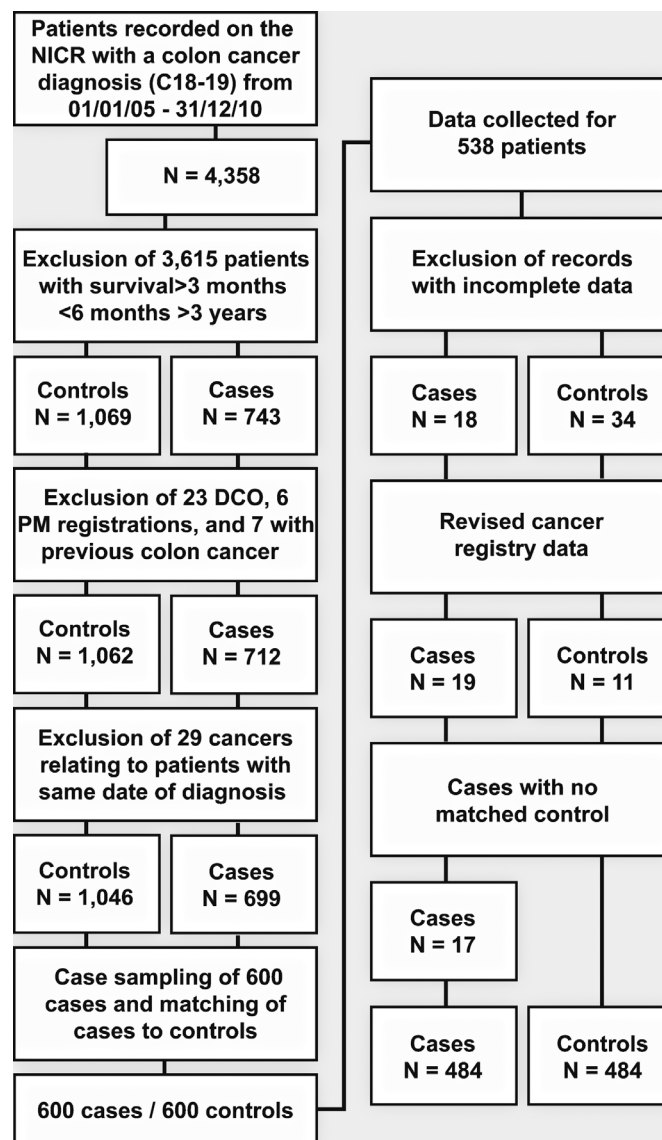 Patients recorded on the
NICR with a colon cancer
diagnosis (C18-19) from
01/01/05 - 31/12/10
N = 4,358
Exclusion of 3,615 patients
with survival>3 months
<6 months >3 years
Controls
N = 1,069
Cases
N = 743
Exclusion of 23 DCO, 6
PM registrations, and 7 with
previous colon cancer
Controls
N = 1,062
Cases
N = 712
Exclusion of 29 cancers
relating to patients with
same date of diagnosis
Controls
N = 1,046
Cases
N = 699
Case sampling of 600
cases and matching of
cases to controls
600 cases / 600 controls
Data collected for
538 patients
Exclusion of records
with incomplete data
Cases
N = 18
Controls
N = 34
Revised cancer
registry data
Cases
N = 19
Controls
N = 11
Cases with no
matched control
Cases
N = 17
Cases
N = 484
Controls
N = 484